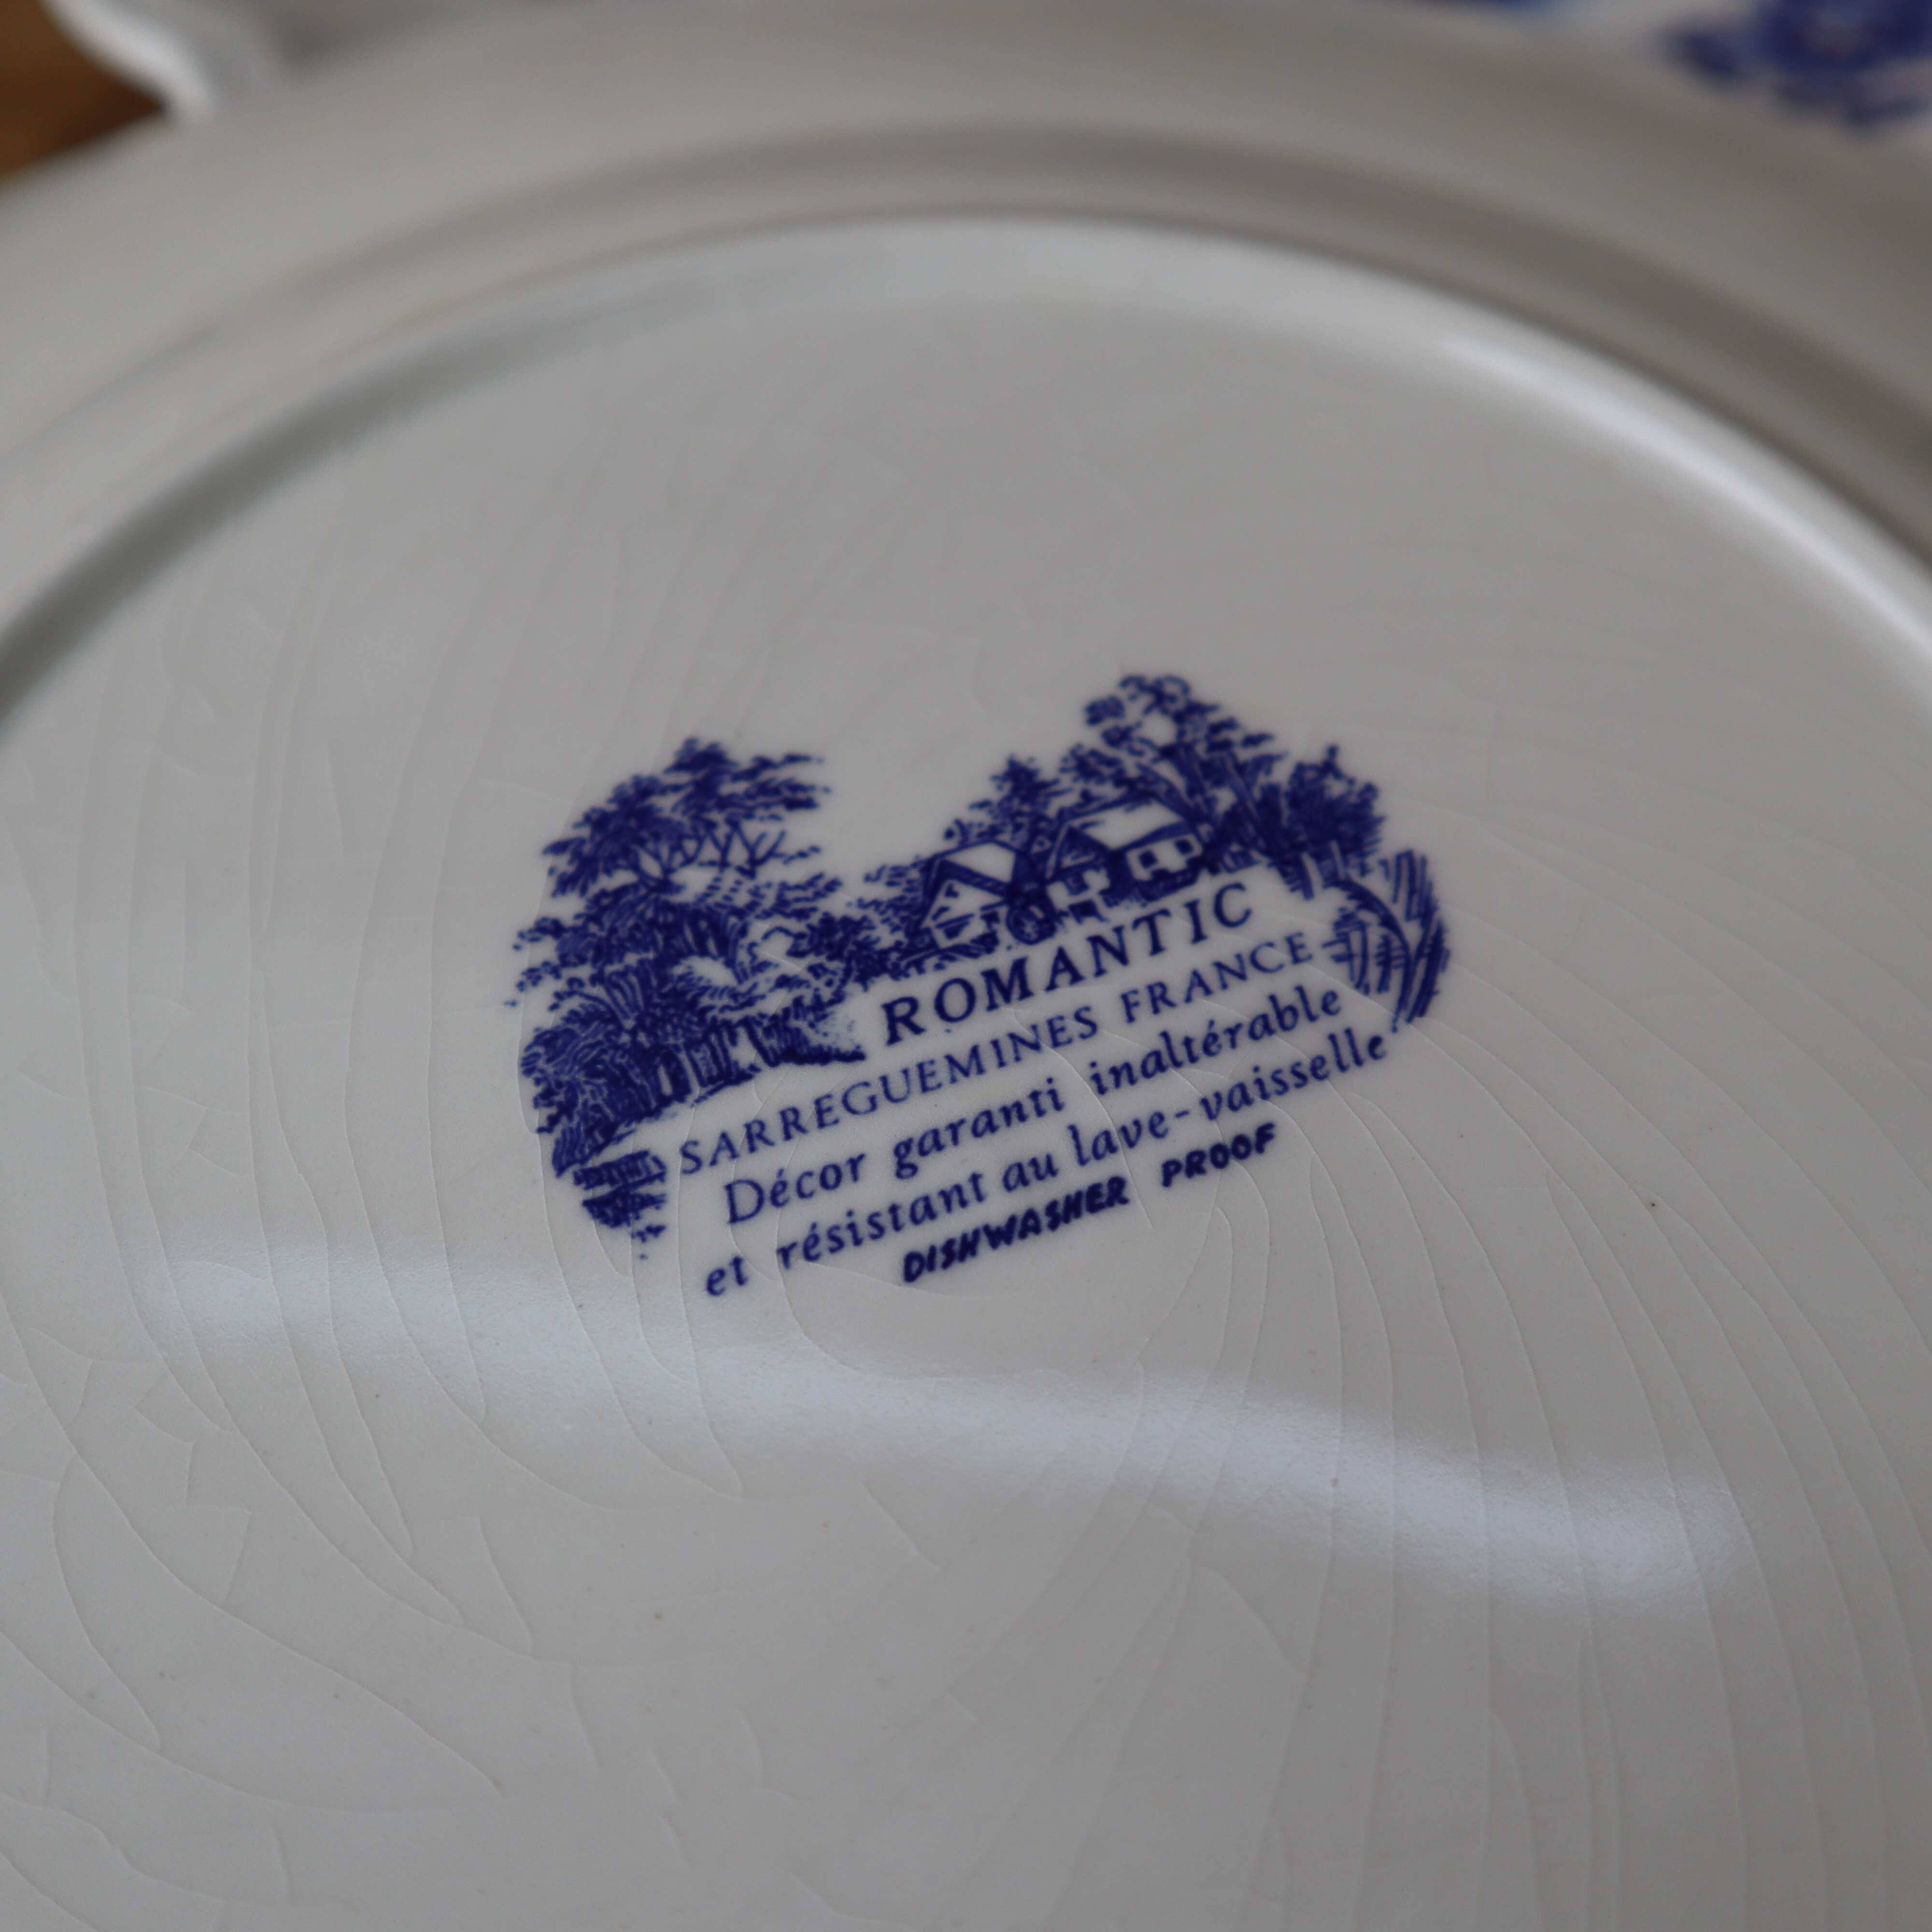 ROMANTIC
SARREGUEMINES FRANCE
Décor garanti inaltérable
et résistant au lave-vaisselle
DISHWASHER PROOF